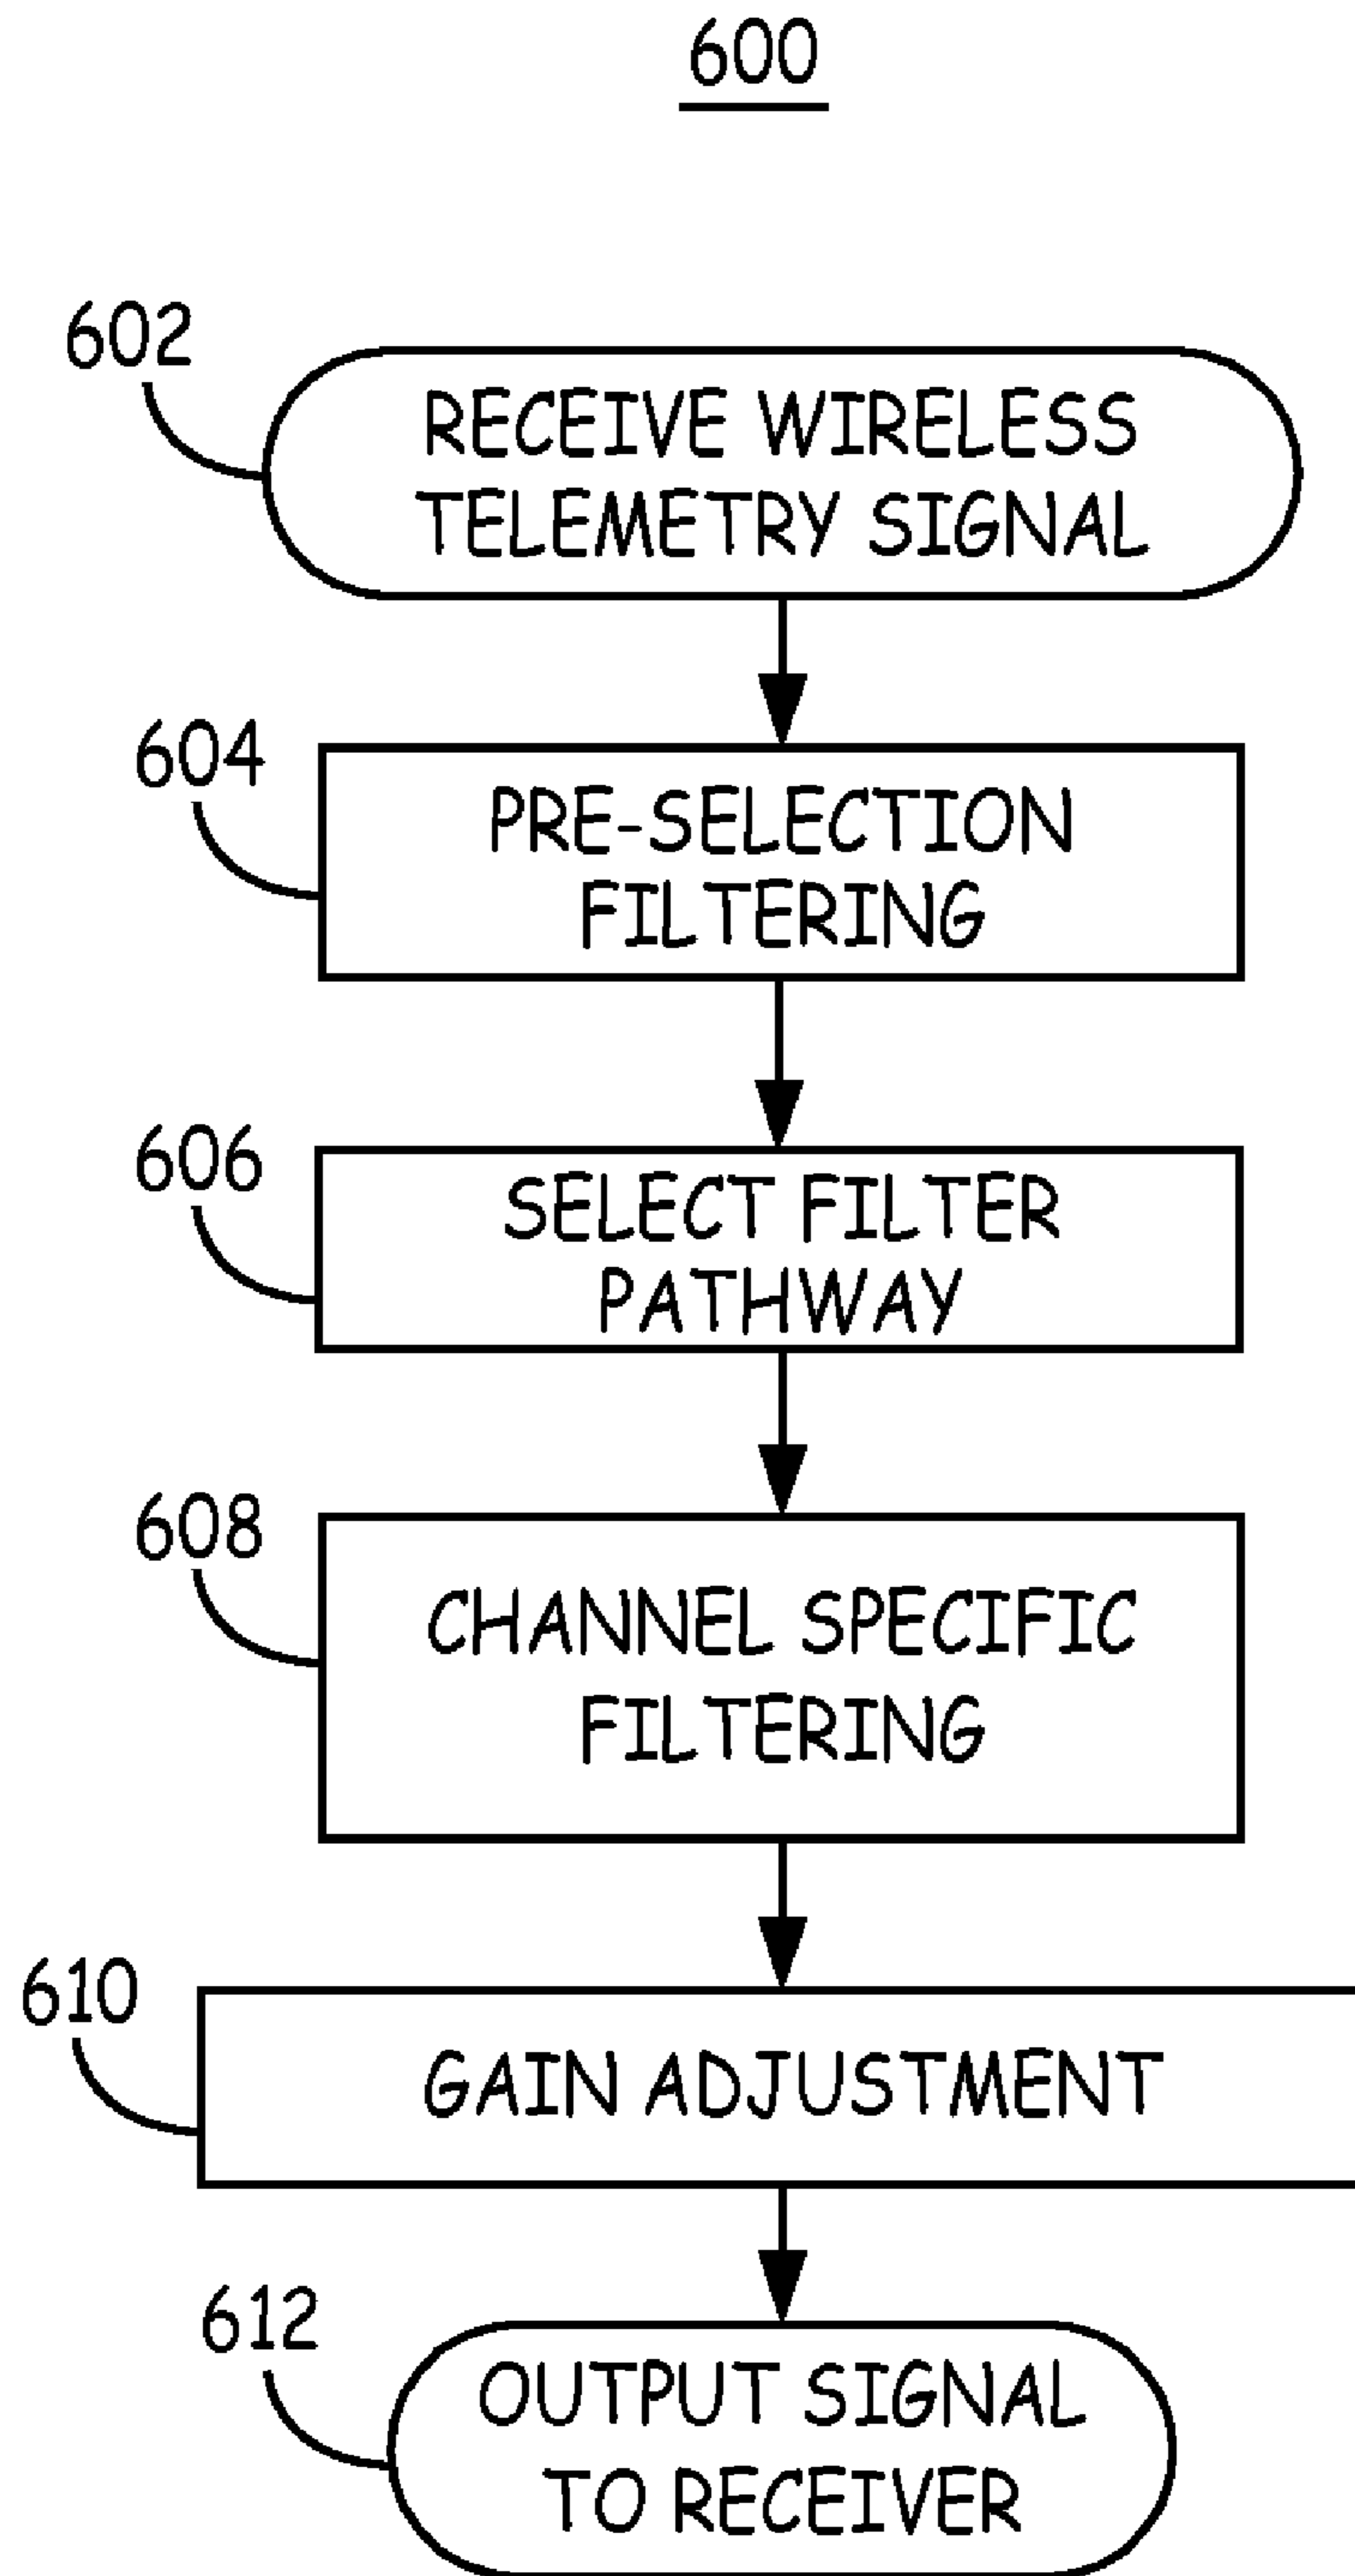 600
602
RECEIVE WIRELESS
TELEMETRY SIGNAL
604
PRE-SELECTION
FILTERING
606
SELECT FILTER
PATHWAY
608
CHANNEL SPECIFIC
FILTERING
610
GAIN ADJUSTMENT
612
OUTPUT SIGNAL
TO RECEIVER